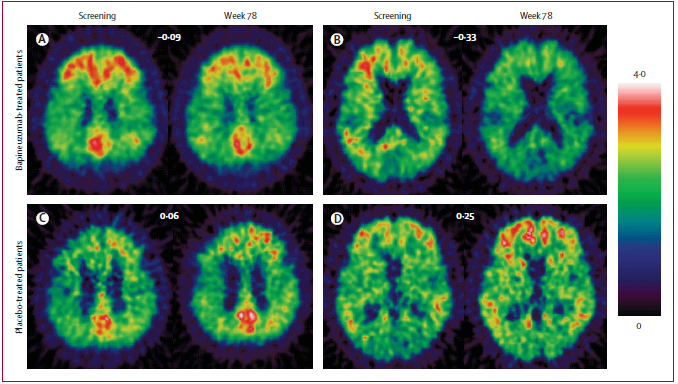 Screening
Week 78
Screening
Week 78
Bapineuzumab-treated patients
A
–0·09
B
–0·33
4·0
Placebo-treated patients
C
0·06
D
0·25
0